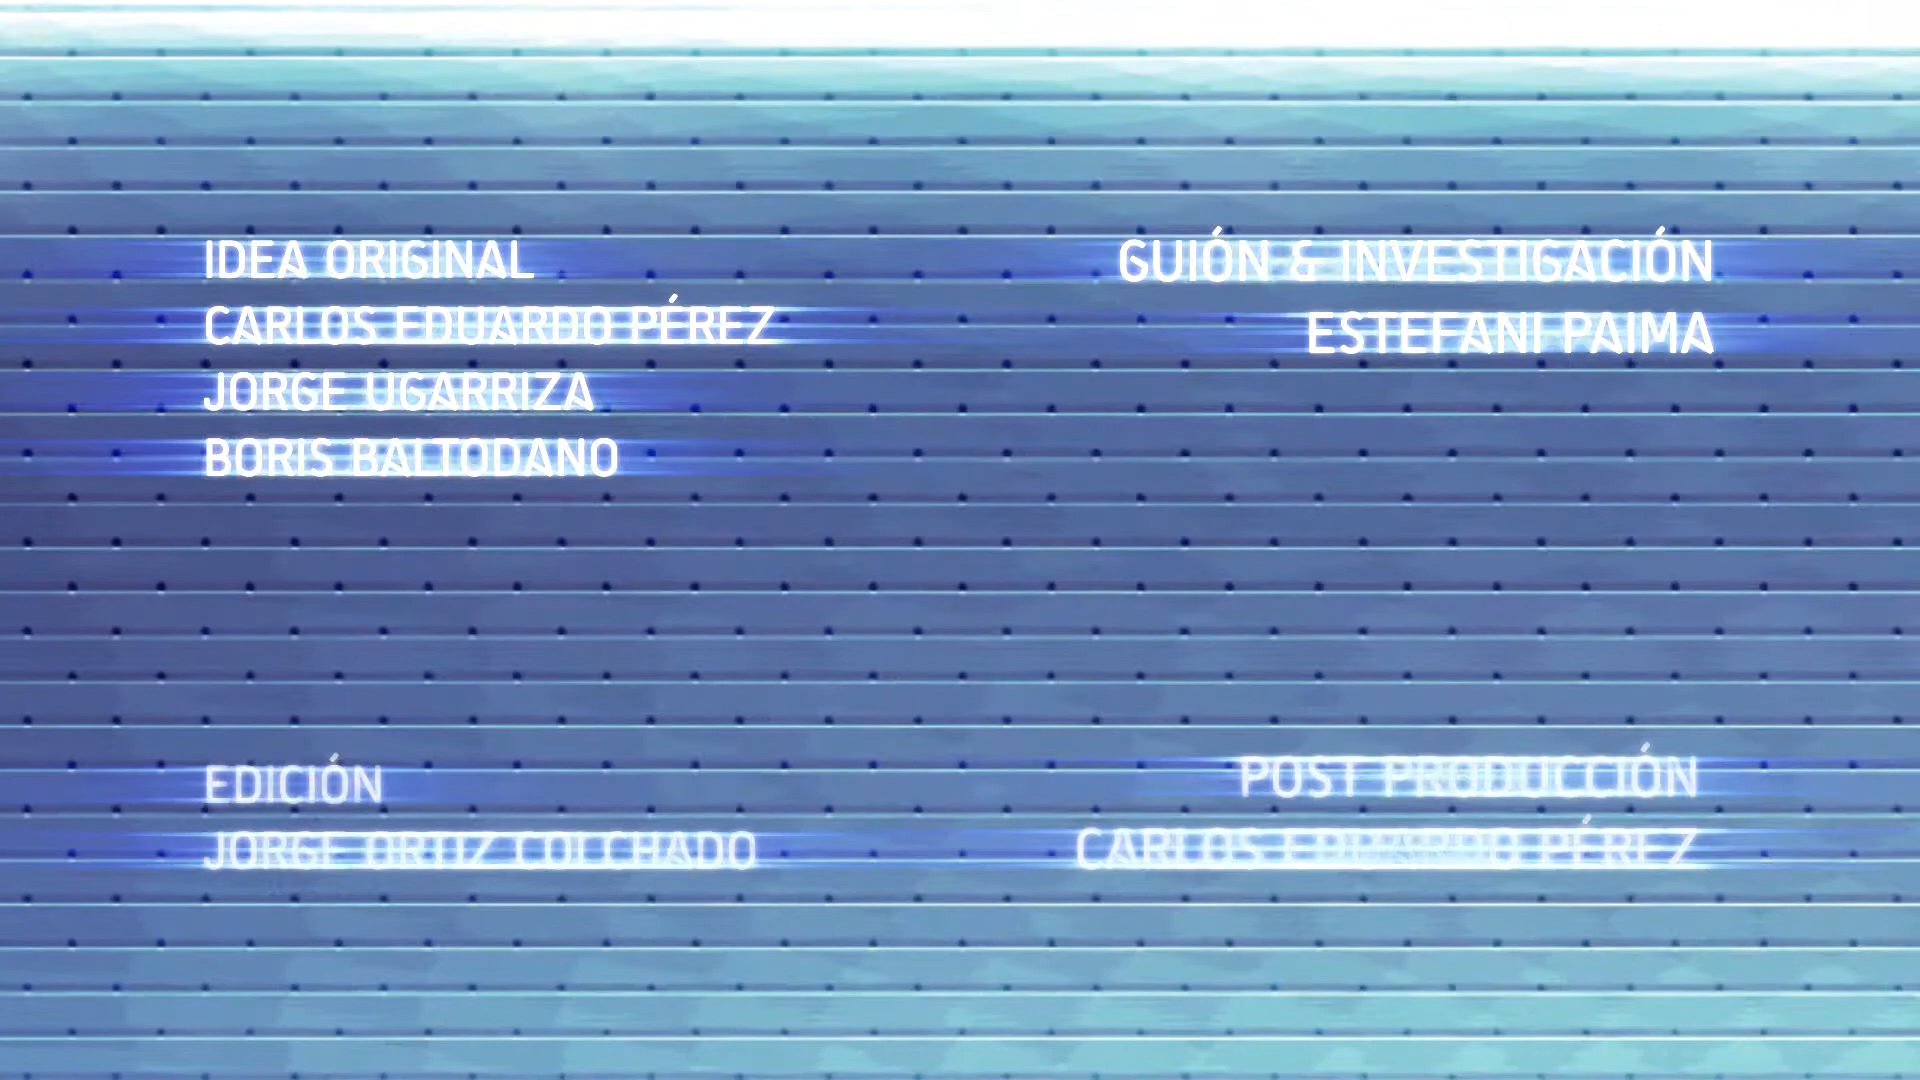 IDEA ORIGINAL
CARLOS EDUARDO PÉREZ
JORGE UGARRIZA
BORIS BALTODANO
GUIÓN & INVESTIGACIÓN
ESTEFANI PAIMA
EDICIÓN
JORGE ORTIZ COLCHADO
POST PRODUCCIÓN
CARLOS EDUARDO PÉREZ